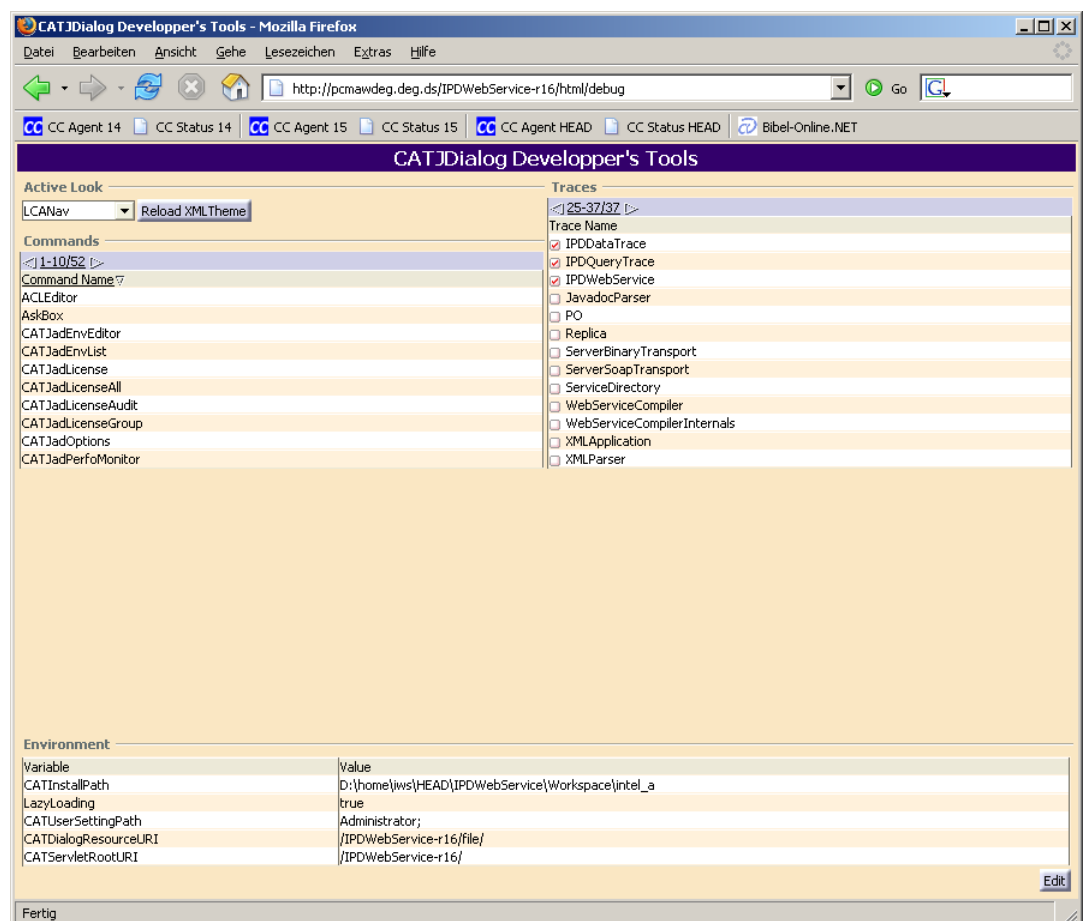 CATJDialog Developper's Tools - Mozilla Firefox
Datei Bearbeiten Ansicht Gehe Lesezeichen Extras Hilfe
http://pcmawdeg.deg.ds/IPDWebService-r16/html/debug Go G
CC CC Agent 14 CC Status 14 CC CC Agent 15 CC Status 15 CC CC Agent HEAD CC Status HEAD Bibel-Online.NET
CATJDialog Developper's Tools
Active Look
LCANav Reload XMLTheme
Commands
1-10/52
Command Name
ACLEditor
AskBox
CATJadEnvEditor
CATJadEnvList
CATJadLicense
CATJadLicenseAll
CATJadLicenseAudit
CATJadLicenseGroup
CATJadOptions
CATJadPerfoMonitor
Traces
25-37/37
Trace Name
IPDDataTrace
IPDQueryTrace
IPDWebService
JavadocParser
PO
Replica
ServerBinaryTransport
ServerSoapTransport
ServiceDirectory
WebServiceCompiler
WebServiceCompilerInternals
XMLApplication
XMLParser
Environment
Variable Value
CATInstallPath D:\home\iws\HEAD\IPDWebService\Workspace\intel_a
LazyLoading true
CATUserSettingPath Administrator;
CATDialogResourceURI /IPDWebService-r16/file/
CATServletRootURI /IPDWebService-r16/
Edit
Fertig